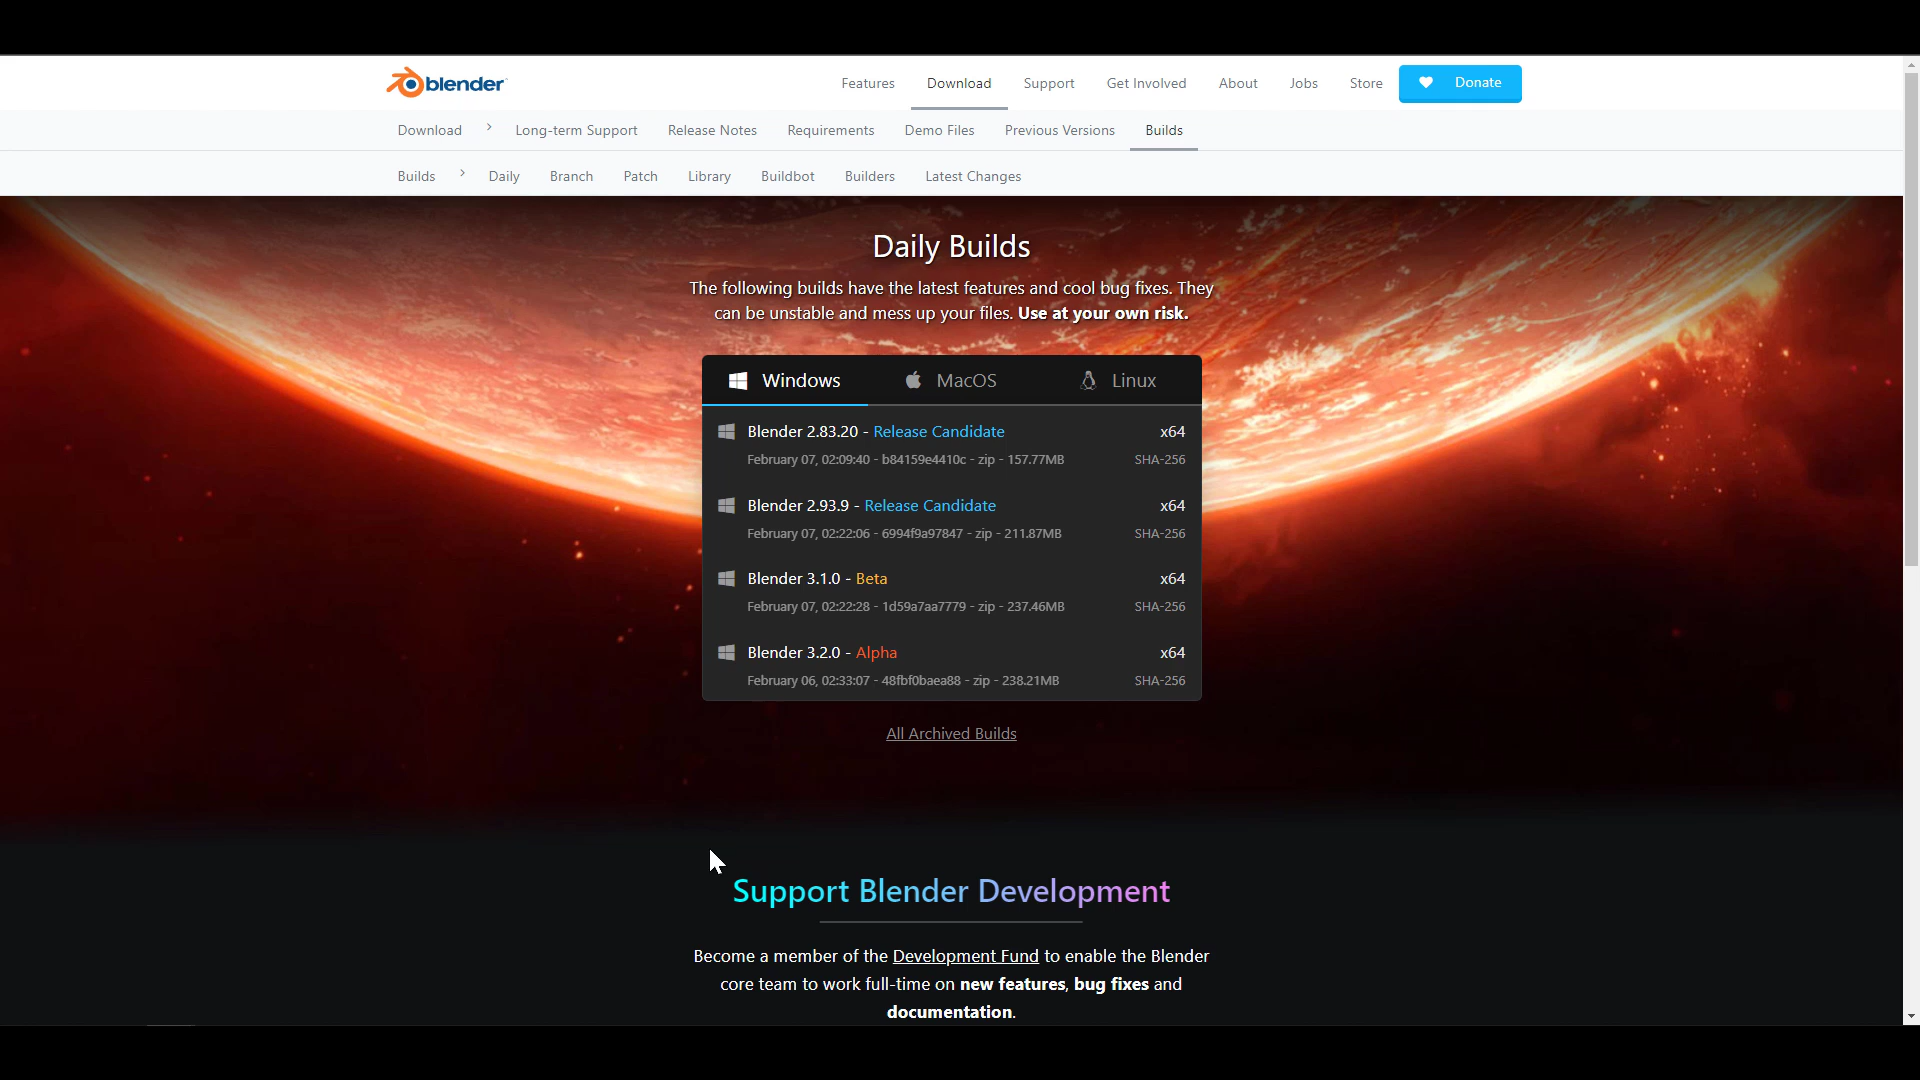 blender
Features Download Support Get Involved About Jobs Store Donate
Download Long-term Support Release Notes Requirements Demo Files Previous Versions Builds
Builds Daily Branch Patch Library Buildbot Builders Latest Changes
Daily Builds
The following builds have the latest features and cool bug fixes. They
can be unstable and mess up your files. Use at your own risk.
Windows MacOS Linux
Blender 2.83.20 - Release Candidate x64
February 07, 02:09:40 - b84159e4410c - zip - 157.77MB SHA-256
Blender 2.93.9 - Release Candidate x64
February 07, 02:22:06 - 6994f9a97847 - zip - 211.87MB SHA-256
Blender 3.1.0 - Beta x64
February 07, 02:22:28 - 1d59a7aa7779 - zip - 237.46MB SHA-256
Blender 3.2.0 - Alpha x64
February 06, 02:33:07 - 48fbf0baea88 - zip - 238.21MB SHA-256
All Archived Builds
Support Blender Development
Become a member of the Development Fund to enable the Blender
core team to work full-time on new features, bug fixes and
documentation.